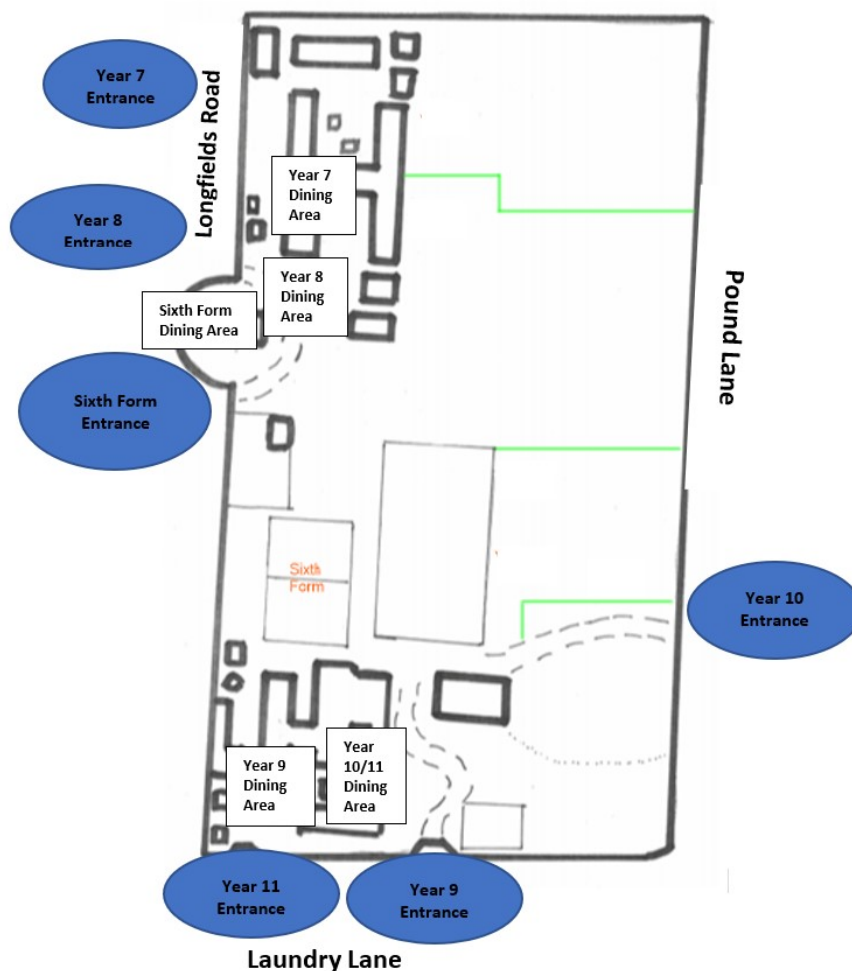 Year 7
Entrance
Longfields Road
Year 7
Dining
Area
Year 8
Entrance
Year 8
Dining
Area
Sixth Form
Dining Area
Pound Lane
Sixth Form
Entrance
Sixth
Form
Year 10
Entrance
Year 9
Dining
Area
Year
10/11
Dining
Area
Year 11
Entrance
Year 9
Entrance
Laundry Lane